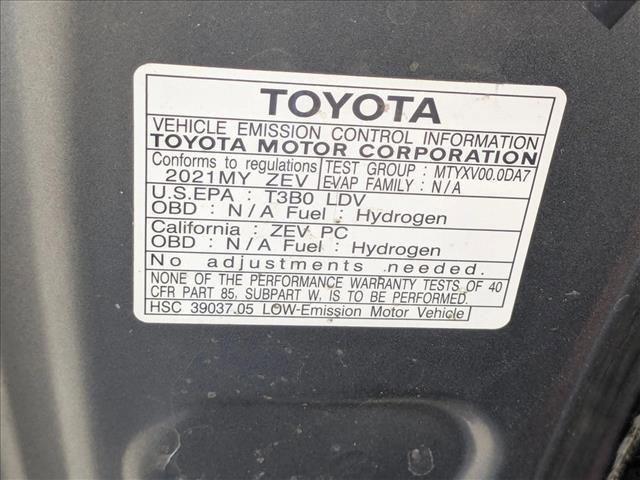 TOYOTA
VEHICLE EMISSION CONTROL INFORMATION
TOYOTA MOTOR CORPORATION
Conforms to regulations
2021MY ZEV
TEST GROUP : MTYXV00.0DA7
EVAP FAMILY : N/A
U.S.EPA : T3B0 LDV
OBD : N/A Fuel : Hydrogen
California : ZEV PC
OBD : N/A Fuel : Hydrogen
No adjustments needed.
NONE OF THE PERFORMANCE WARRANTY TESTS OF 40
CFR PART 85, SUBPART W, IS TO BE PERFORMED.
HSC 39037.05 LOW-Emission Motor Vehicle